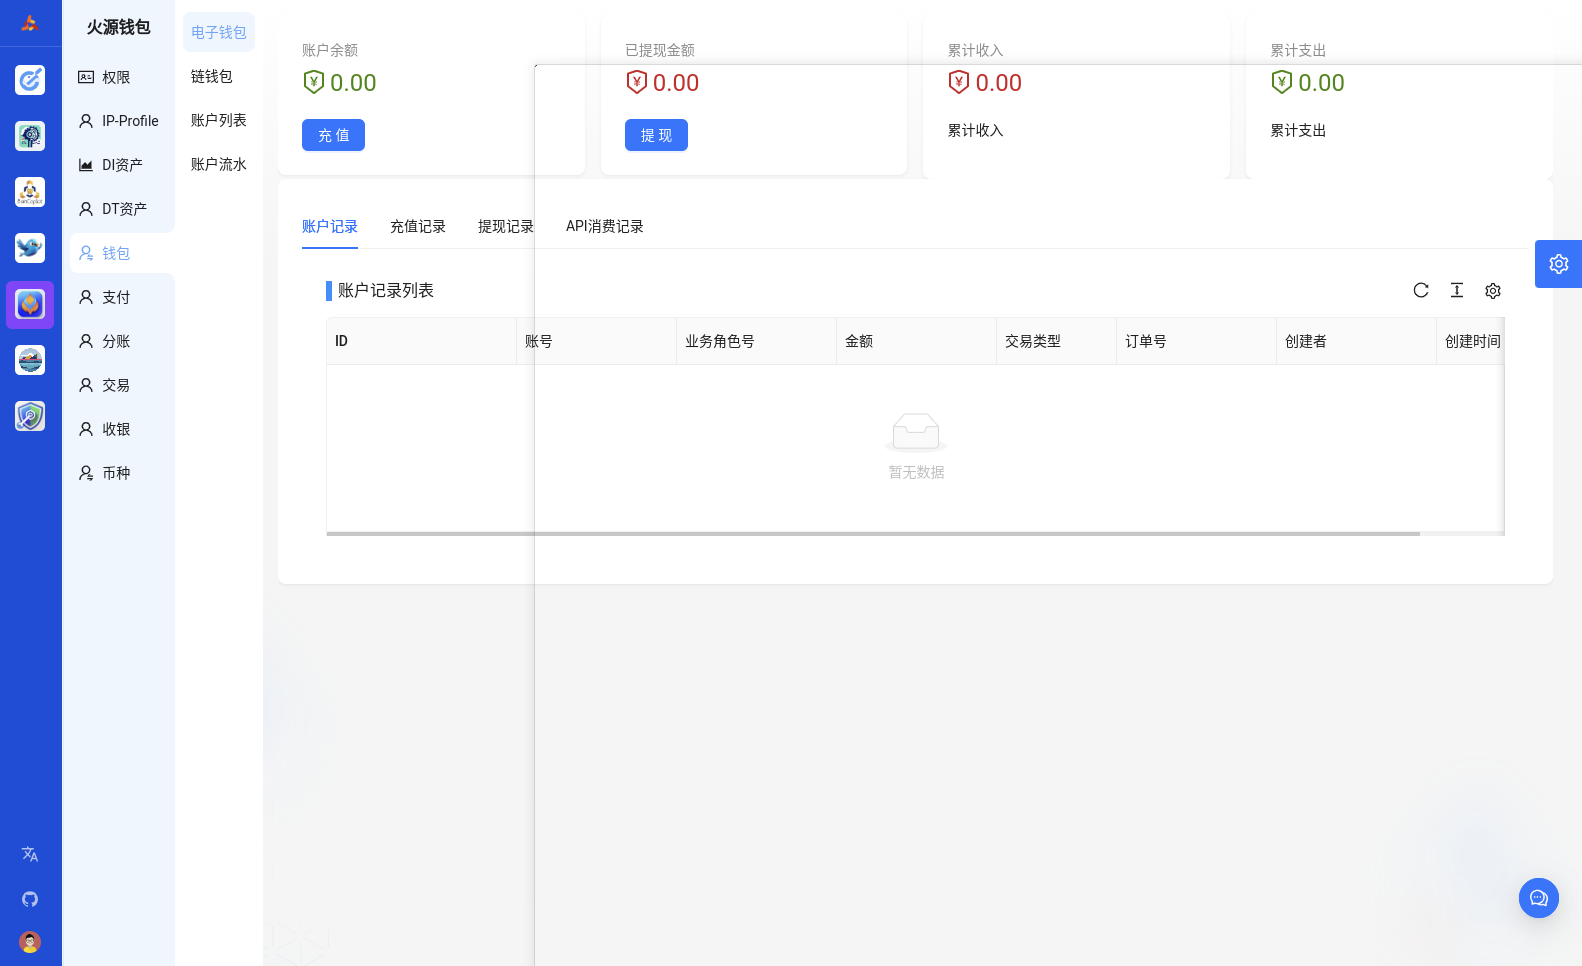 火源钱包
权限
IP-Profile
DI资产
DT资产
钱包
支付
分账
交易
收银
币种
电子钱包
链钱包
账户列表
账户流水
账户余额
0.00
充 值
已提现金额
0.00
提 现
累计收入
0.00
累计收入
累计支出
0.00
累计支出
账户记录 充值记录 提现记录 API消费记录
账户记录列表
ID 账号 业务角色号 金额 交易类型 订单号 创建者 创建时间
暂无数据